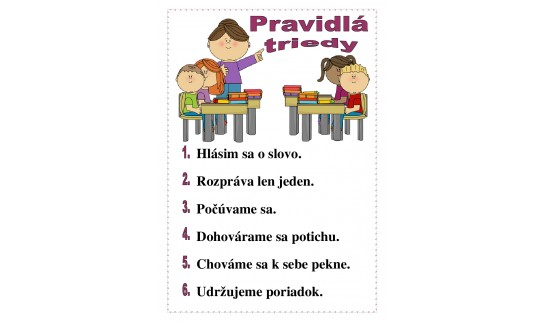 Pravidlá
triedy
1. Hlásim sa o slovo.
2. Rozpráva len jeden.
3. Počúvame sa.
4. Dohovárame sa potichu.
5. Chováme sa k sebe pekne.
6. Udržujeme poriadok.